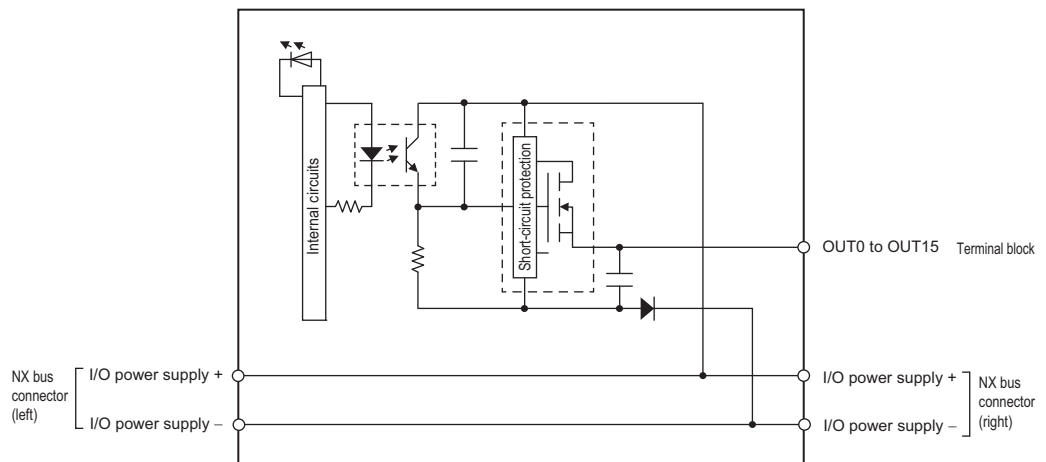 Internal circuits
Short-circuit protection
OUT0 to OUT15 Terminal block
NX bus
connector
(left)
I/O power supply +
I/O power supply –
I/O power supply +
I/O power supply –
NX bus
connector
(right)